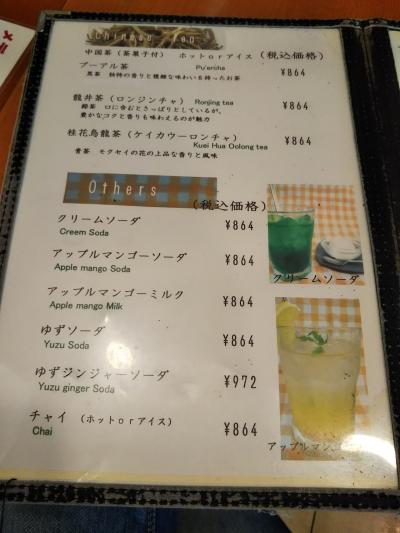 Chinese Tea
中国茶(茶菓子付) ホットorアイス(税込価格)
プーアル茶 Pu'ercha ¥864
黒茶 独特の香りと複雑な味わいを持ったお茶
龍井茶(ロンジンチャ) Ronjing tea ¥864
緑茶 口に含むとさっぱりとしているが、
豊かなコクと香りも味わえるのが魅力
桂花烏龍茶(ケイカウーロンチャ) ¥864
Kuei Hua Oolong tea
青茶 モクセイの花の上品な香りと風味
Others
(税込価格)
クリームソーダ ¥864
Creem Soda
クリームソーダ
アップルマンゴーソーダ ¥864
Apple mango Soda
アップルマンゴーミルク ¥864
Apple mango Milk
ゆずソーダ ¥864
Yuzu Soda
ゆずジンジャーソーダ ¥972
Yuzu ginger Soda
チャイ (ホットorアイス) ¥864
Chai
アップルマン